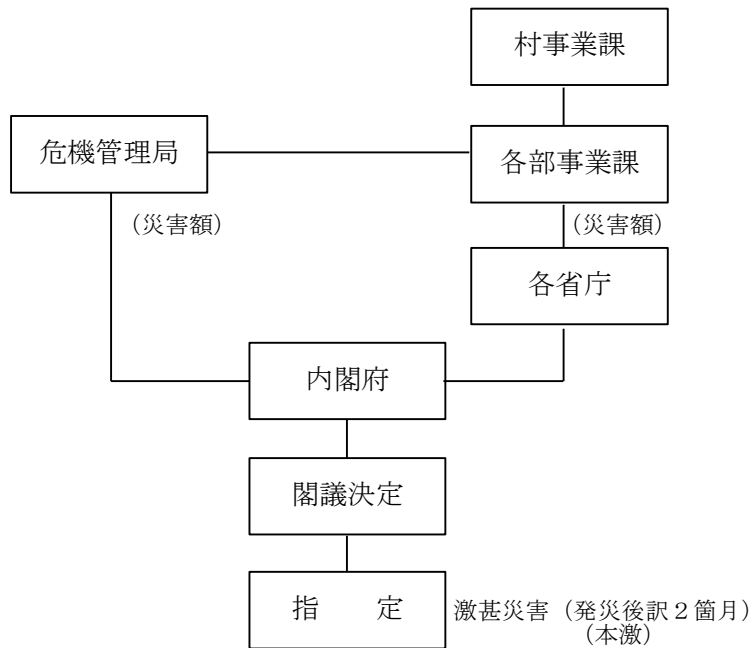 村事業課
危機管理局
各部事業課
（災害額）
（災害額）
各省庁
内閣府
閣議決定
指　　定
激甚災害（発災後訳２箇月）
（本激）